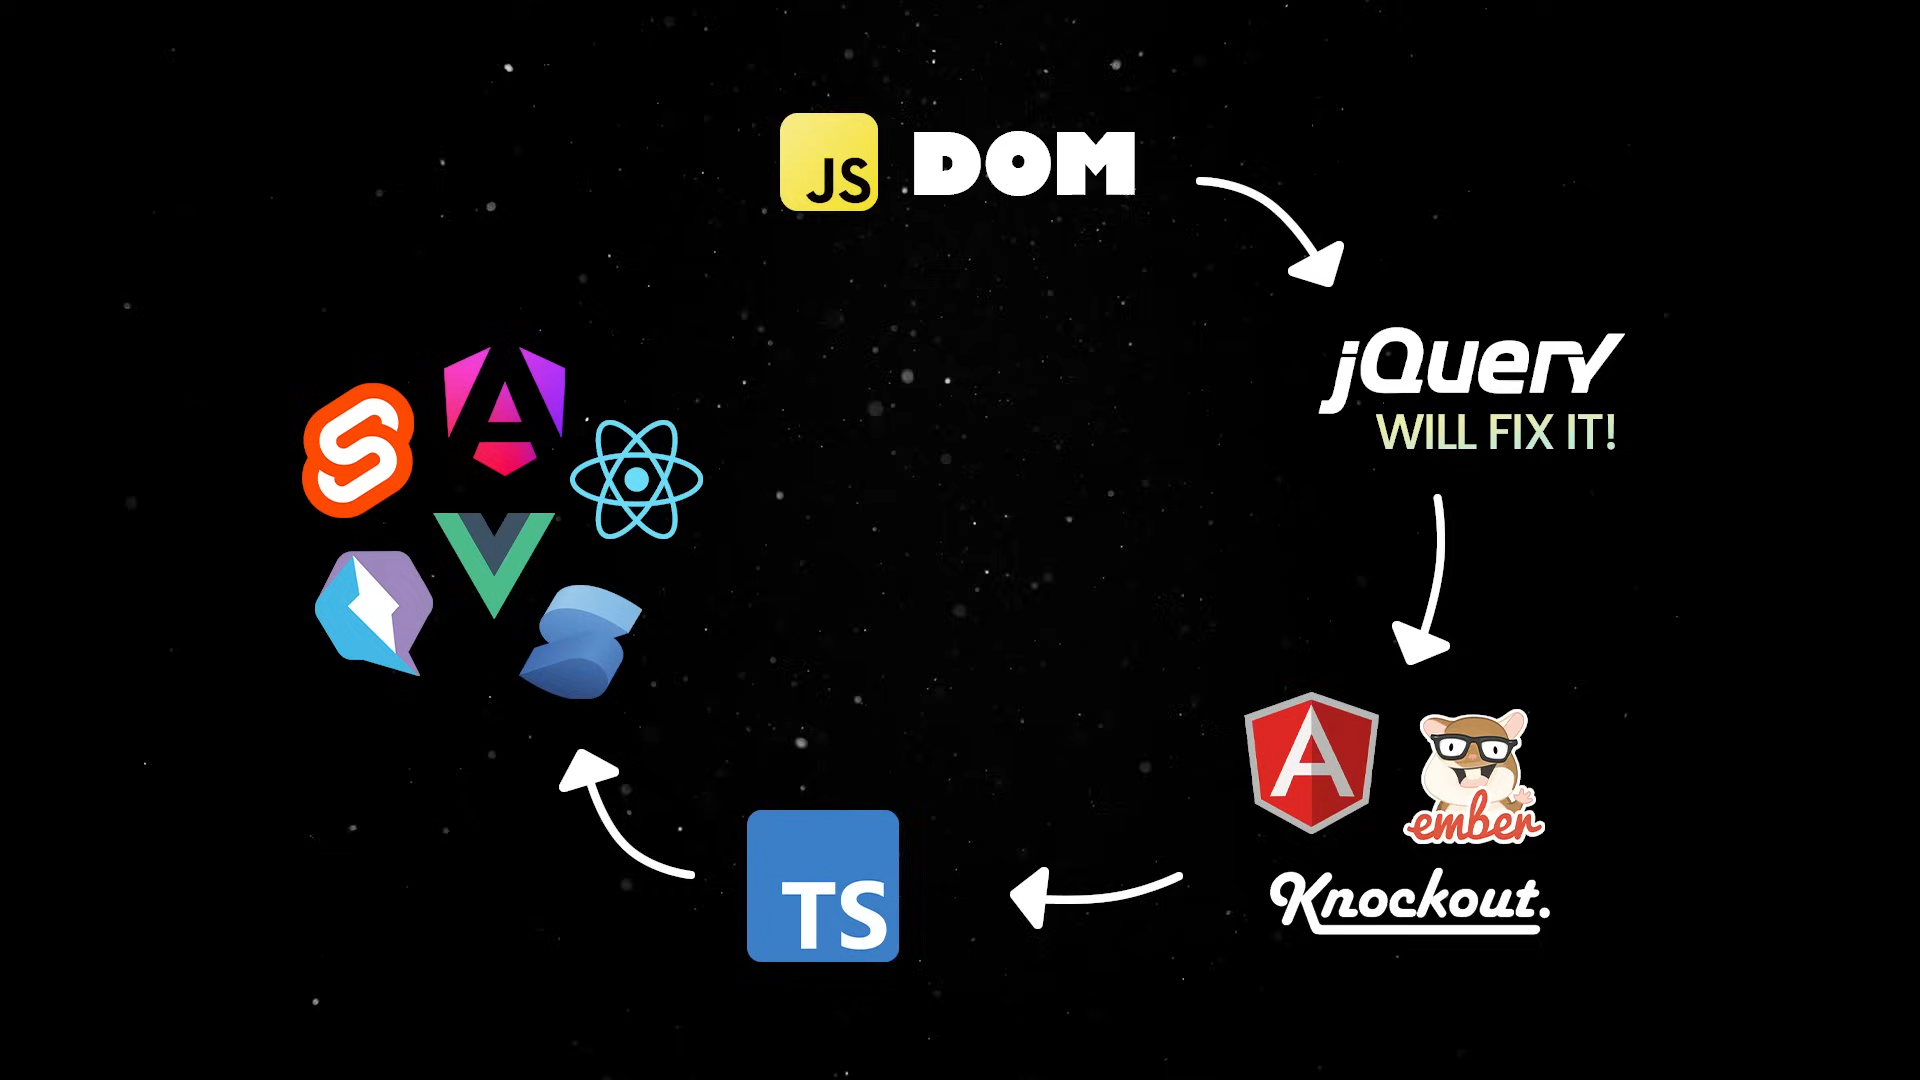 JS DOM
jQuery
WILL FIX IT!
ember
Knockout.
TS